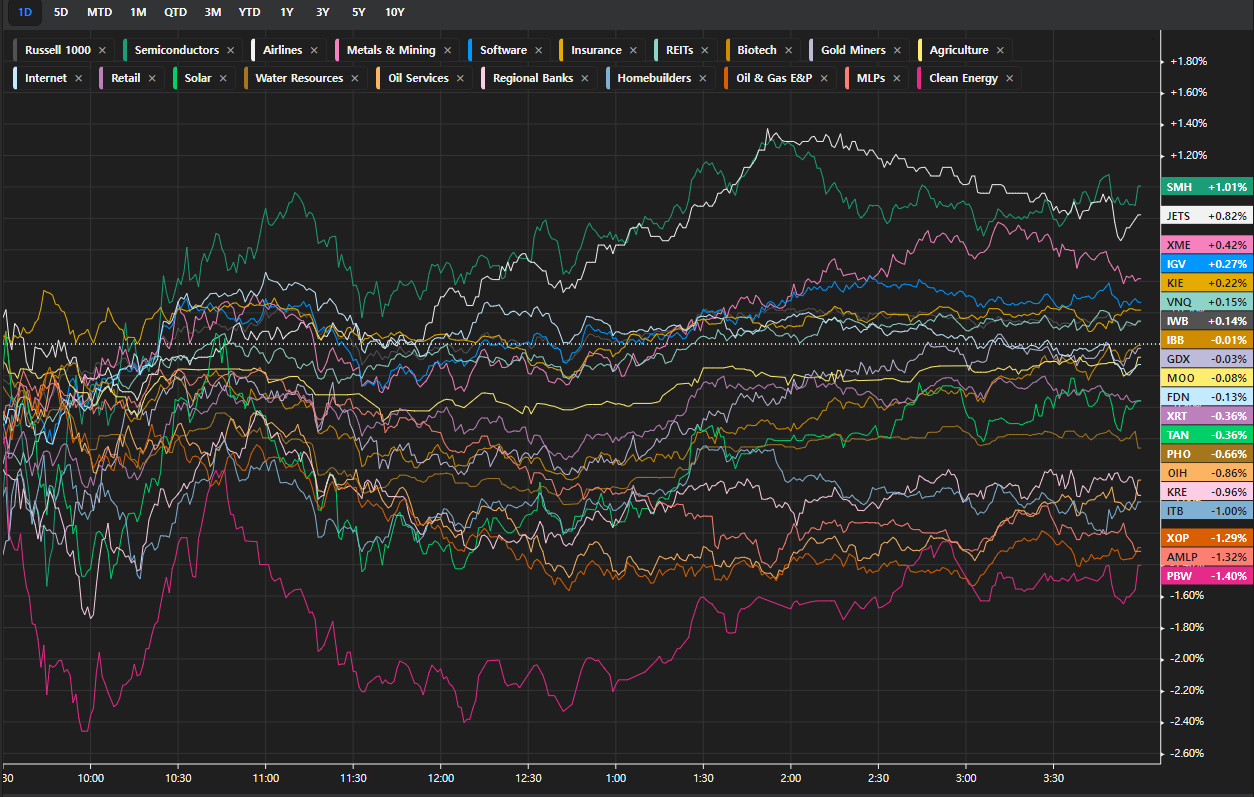 1D 5D MTD 1M QTD 3M YTD 1Y 3Y 5Y 10Y
Russell 1000 × Semiconductors × Airlines × Metals & Mining × Software × Insurance × REITs × Biotech × Gold Miners × Agriculture ×
Internet × Retail × Solar × Water Resources × Oil Services × Regional Banks × Homebuilders × Oil & Gas E&P × MLPs × Clean Energy ×
+1.80%
+1.60%
+1.40%
+1.20%
SMH +1.01%
JETS +0.82%
XME +0.42%
IGV +0.27%
KIE +0.22%
VNQ +0.15%
IWB +0.14%
IBB -0.01%
GDX -0.03%
MOO -0.08%
FDN -0.13%
XRT -0.36%
TAN -0.36%
PHO -0.66%
OIH -0.86%
KRE -0.96%
ITB -1.00%
XOP -1.29%
AMLP -1.32%
PBW -1.40%
-1.60%
-1.80%
-2.00%
-2.20%
-2.40%
-2.60%
30 10:00 10:30 11:00 11:30 12:00 12:30 1:00 1:30 2:00 2:30 3:00 3:30